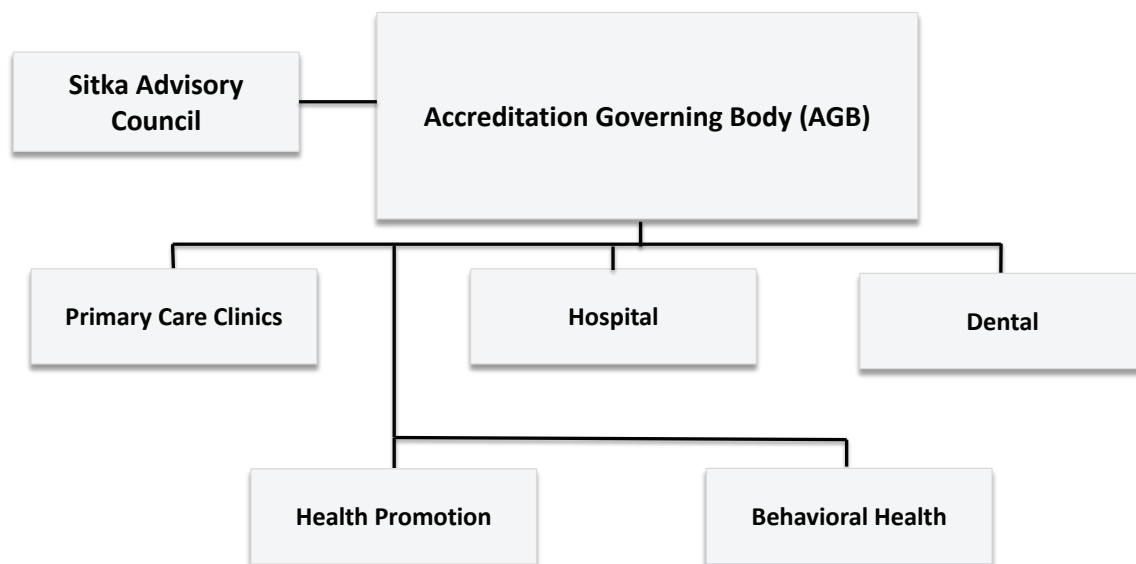 Sitka Advisory
Council
Accreditation Governing Body (AGB)
Primary Care Clinics
Hospital
Dental
Health Promotion
Behavioral Health